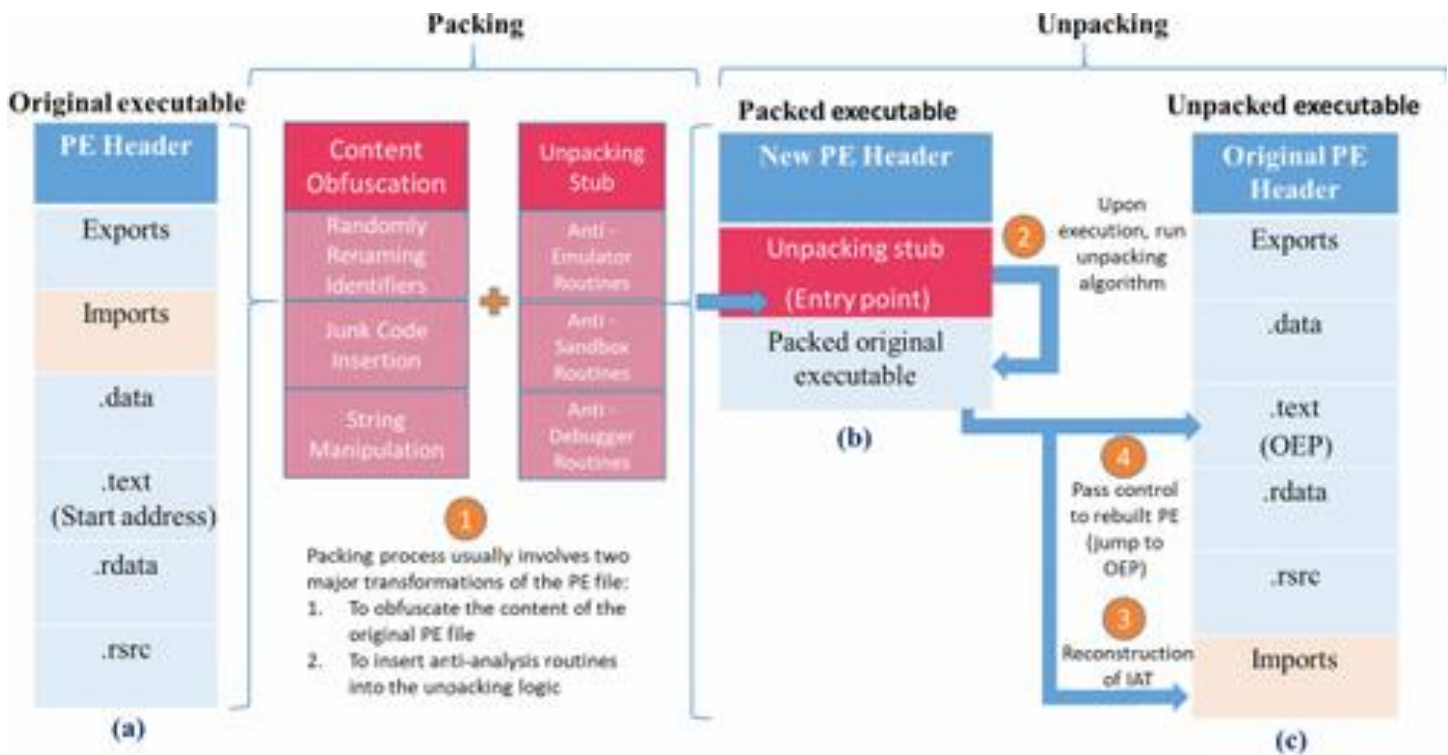 Packing
Unpacking
Original executable
PE Header
Exports
Imports
.data
.text
(Start address)
.rdata
.rsrc
(a)
Content
Obfuscation
Randomly
Renaming
Identifiers
Junk Code
Insertion
String
Manipulation
Unpacking
Stub
Anti -
Emulator
Routines
Anti -
Sandbox
Routines
Anti -
Debugger
Routines
1
Packing process usually involves two
major transformations of the PE file:
1. To obfuscate the content of the
original PE file
2. To insert anti-analysis routines
into the unpacking logic
Packed executable
New PE Header
Unpacking stub
(Entry point)
Packed original
executable
(b)
2
Upon
execution, run
unpacking
algorithm
4
Pass control
to rebuilt PE
(jump to
OEP)
3
Reconstruction
of IAT
Unpacked executable
Original PE
Header
Exports
.data
.text
(OEP)
.rdata
.rsrc
Imports
(c)